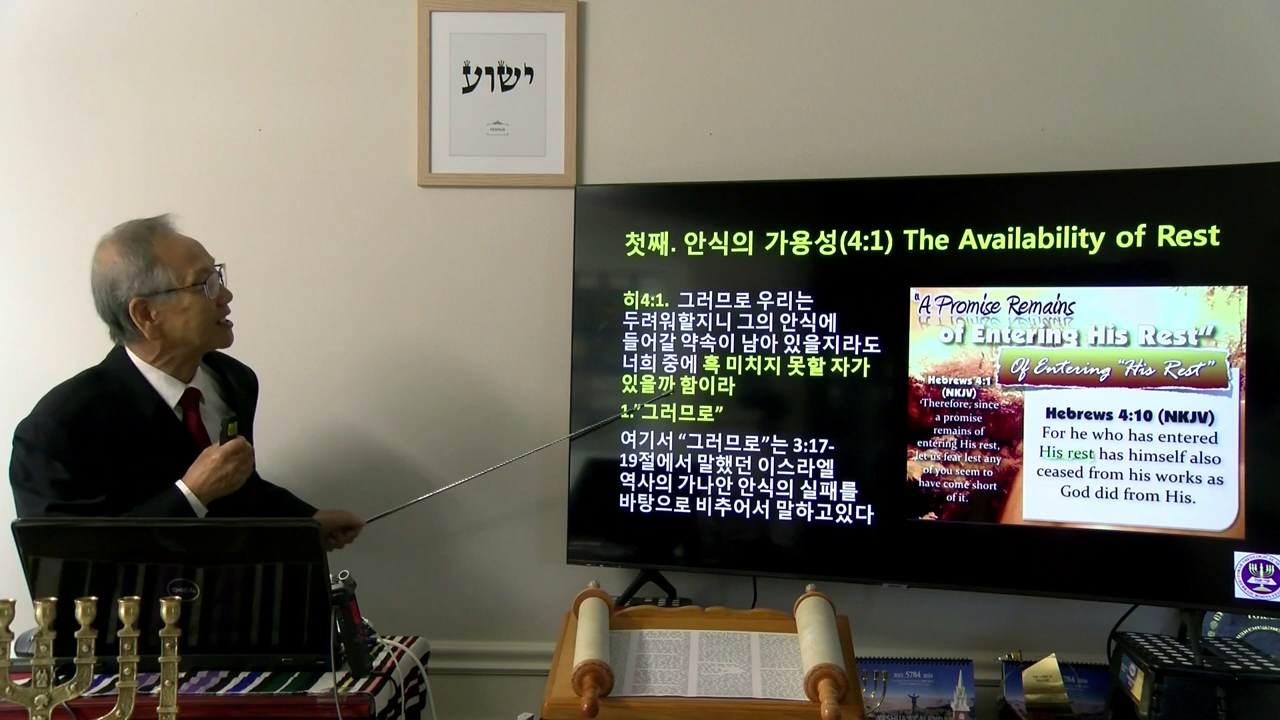 ישוע
YESHUA
첫째. 안식의 가용성(4:1) The Availability of Rest
히4:1. 그러므로 우리는
두려워할지니 그의 안식에
들어갈 약속이 남아 있을지라도
너희 중에 혹 미치지 못할 자가
있을까 함이라
1."그러므로"
여기서 "그러므로"는 3:17-
19절에서 말했던 이스라엘
역사의 가나안 안식의 실패를
바탕으로 비추어서 말하고있다
"A Promise Remains
of Entering His Rest"
Of Entering "His Rest"
Hebrews 4:1
(NKJV)
"Therefore, since
a promise
remains of
entering His rest,
let us fear lest any
of you seem to
have come short
of it.
Hebrews 4:10 (NKJV)
For he who has entered
His rest has himself also
ceased from his works as
God did from His.
DELL
5784
5784